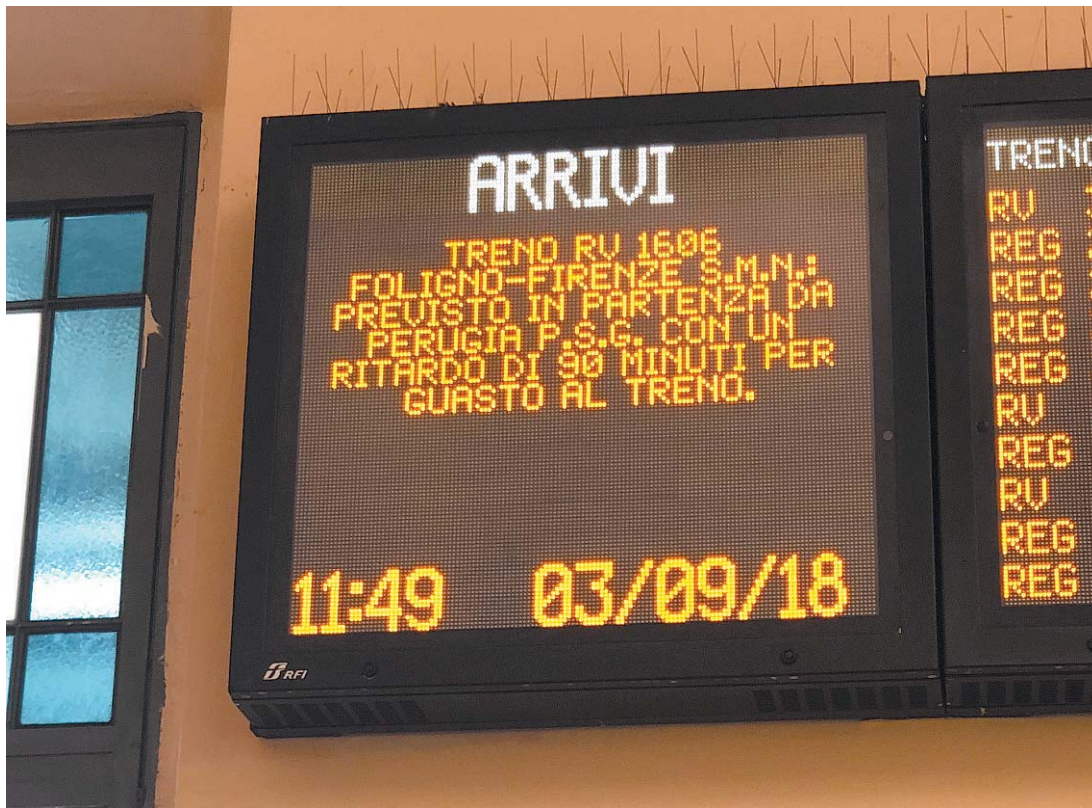 ARRIVI
TRENO RV 1606
FOLIGNO-FIRENZE S.M.N.:
PREVISTO IN PARTENZA DA
PERUGIA P.S.G. CON UN
RITARDO DI 90 MINUTI PER
GUASTO AL TRENO.
11:49 03/09/18
RFI
TRENO
RV
REG
REG
REG
REG
RV
REG
RV
REG
REG